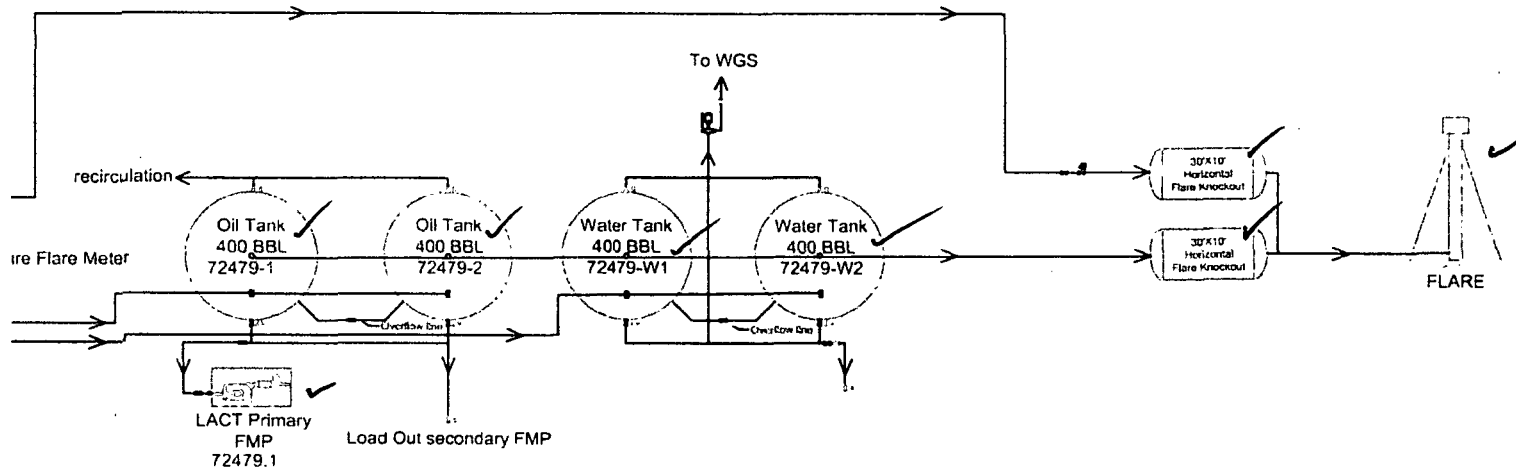 To WGS
recirculation
Oil Tank
400 BBL
72479-1
Oil Tank
400 BBL
72479-2
Water Tank
400 BBL
72479-W1
Water Tank
400 BBL
72479-W2
30"X10'
Horizontal
Flare Knockout
30"X10'
Horizontal
Flare Knockout
FLARE
Flare Meter
Overflow line
Overflow line
LACT Primary
FMP
72479.1
Load Out secondary FMP